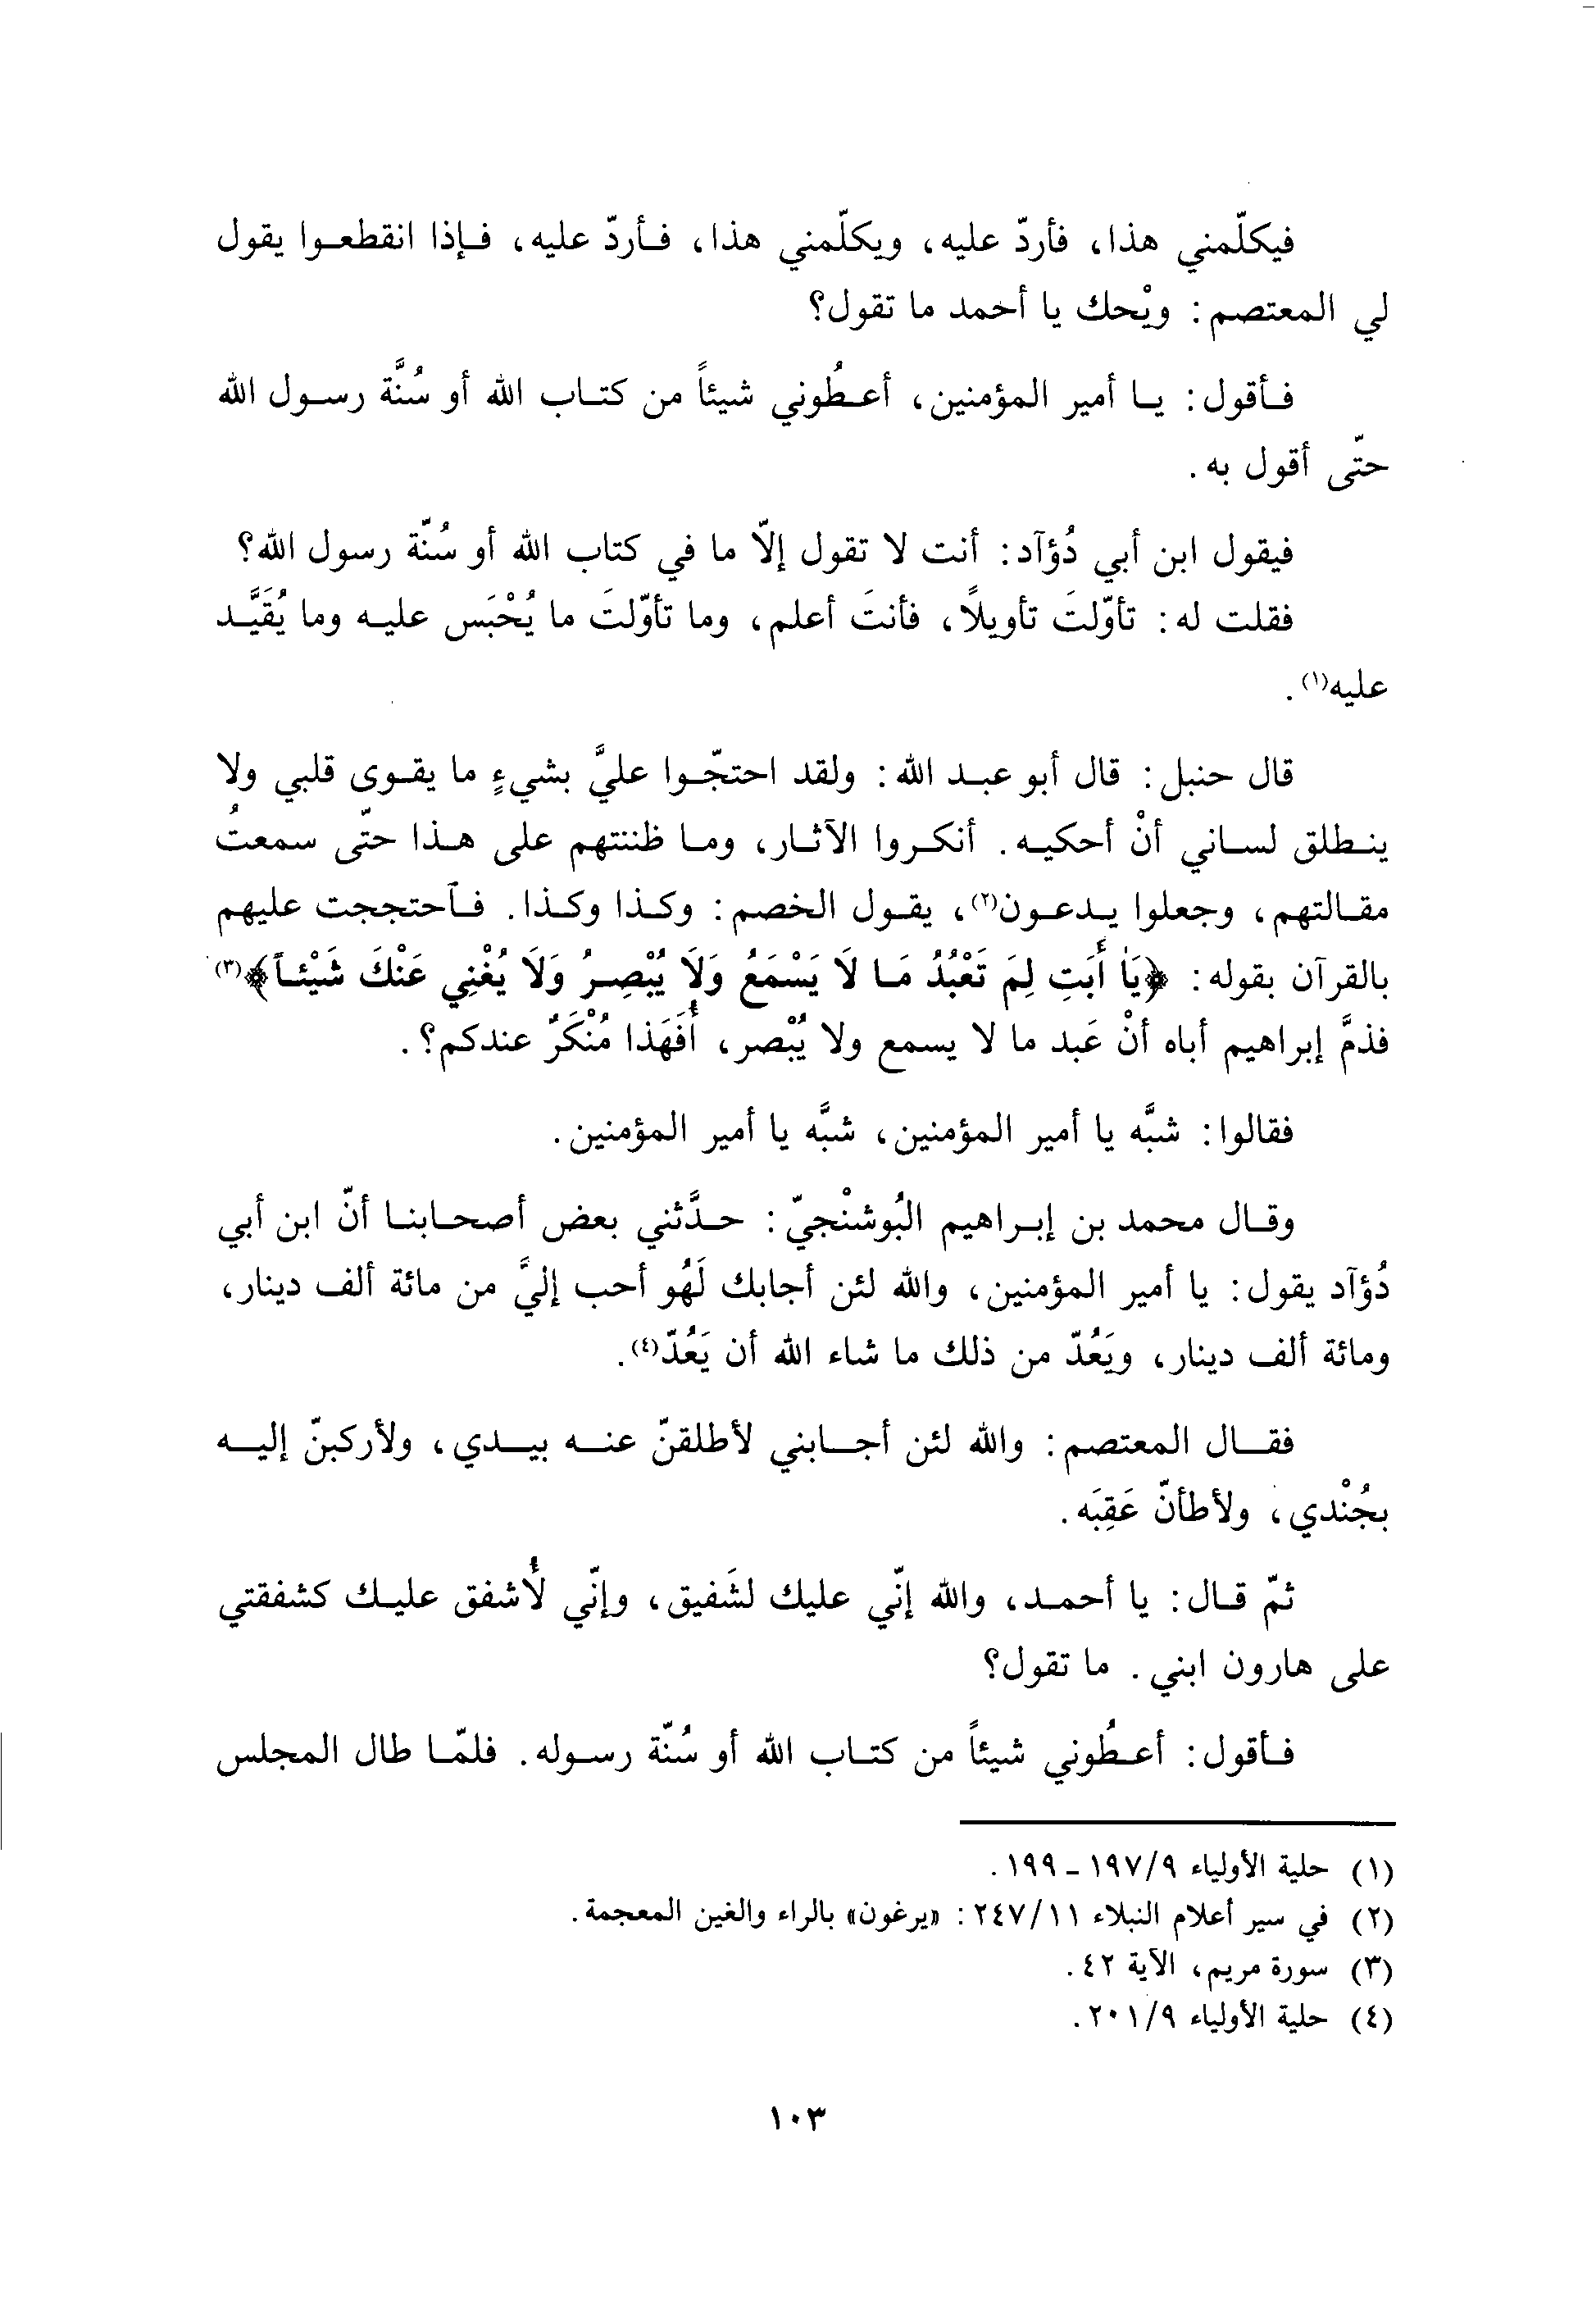 فيكلّمني هذا، فأردّ عليه، ويكلّمني هذا، فأردّ عليه، فإذا انقطعوا يقول
لي المعتصم: ويْحك يا أحمد ما تقول؟
فأقول: يا أمير المؤمنين، أعطُوني شيئاً من كتاب الله أو سُنَّة رسول الله
حتّى أقول به.
فيقول ابن أبي دُؤآد: أنت لا تقول إلّا ما في كتاب الله أو سُنّة رسول الله؟
فقلت له: تأوّلتَ تأويلاً، فأنتَ أعلم، وما تأوّلتَ ما يُحْبَس عليه وما يُقَيَّد
عليه(١).
قال حنبل: قال أبو عبد الله: ولقد احتجّوا عليَّ بشيءٍ ما يقوى قلبي ولا
ينطلق لساني أنْ أحكيه. أنكروا الآثار، وما ظننتهم على هذا حتّى سمعتُ
مقالتهم، وجعلوا يدعون(٢)، يقول الخصم: وكذا وكذا. فآحتججت عليهم
بالقرآن بقوله: ﴿يَا أَبَتِ لِمَ تَعْبُدُ مَا لَا يَسْمَعُ وَلَا يُبْصِرُ وَلَا يُغْنِي عَنْكَ شَيْئاً﴾(٣)
فذمَّ إبراهيم أباه أنْ عَبد ما لا يسمع ولا يُبْصر، أَفَهَذا مُنْكَرٌ عندكم؟.
فقالوا: شبَّه يا أمير المؤمنين، شبَّه يا أمير المؤمنين.
وقال محمد بن إبراهيم البُوشنْجيّ: حدَّثني بعض أصحابنا أنّ ابن أبي
دُؤآد يقول: يا أمير المؤمنين، والله لئن أجابك لَهُو أحب إليَّ من مائة ألف دينار،
ومائة ألف دينار، ويَعُدّ من ذلك ما شاء الله أن يَعُدّ(٤).
فقال المعتصم: والله لئن أجابني لأطلقنّ عنه بيدي، ولأركبنّ إليه
بجُنْدي، ولأطأنّ عَقِبَه.
ثمّ قال: يا أحمد، والله إنّي عليك لشَفيق، وإنّي لأُشفق عليك كشفقتي
على هارون ابني. ما تقول؟
فأقول: أعطُوني شيئاً من كتاب الله أو سُنّة رسوله. فلمّا طال المجلس
(١) حلية الأولياء ١٩٧/٩ - ١٩٩.
(٢) في سير أعلام النبلاء ٢٤٧/١١: «يرغون» بالراء والغين المعجمة.
(٣) سورة مريم، الآية ٤٢.
(٤) حلية الأولياء ٢٠١/٩.
١٠٣